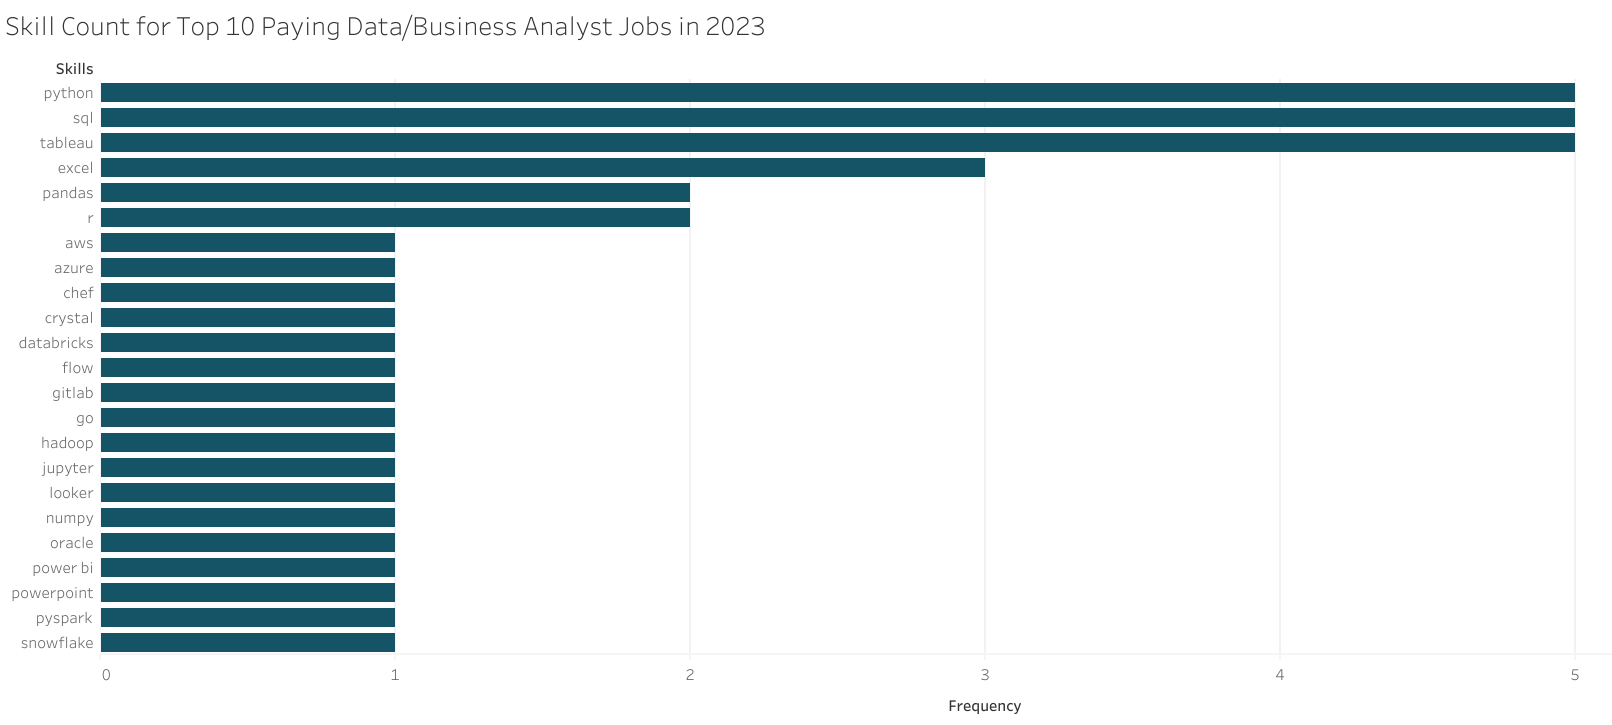 Skill Count for Top 10 Paying Data/Business Analyst Jobs in 2023
Skills
python
sql
tableau
excel
pandas
r
aws
azure
chef
crystal
databricks
flow
gitlab
go
hadoop
jupyter
looker
numpy
oracle
power bi
powerpoint
pyspark
snowflake
0 1 2 3 4 5
Frequency